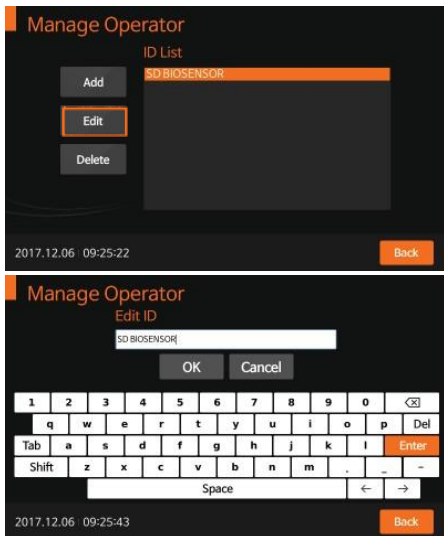 Manage Operator
ID List
SD BIOSENSOR
Add
Edit
Delete
2017.12.06 09:25:22
Back
Manage Operator
Edit ID
SD BIOSENSOR
OK Cancel
1 2 3 4 5 6 7 8 9 0
q w e r t y u i o p Del
Tab a s d f g h j k l Enter
Shift z x c v b n m . _ -
Space ← →
2017.12.06 09:25:43
Back